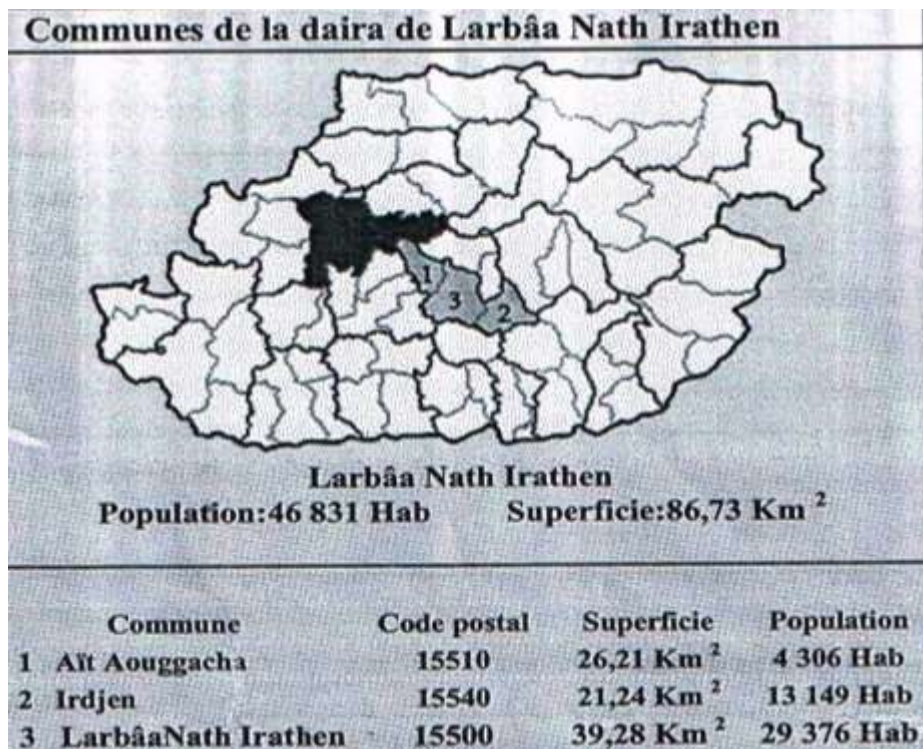 Communes de la daira de Larbâa Nath Irathen
1
3
2
Larbâa Nath Irathen
Population:46 831 Hab Superficie:86,73 Km ²
Commune Code postal Superficie Population
1 Aït Aouggacha 15510 26,21 Km ² 4 306 Hab
2 Irdjen 15540 21,24 Km ² 13 149 Hab
3 LarbâaNath Irathen 15500 39,28 Km ² 29 376 Hab